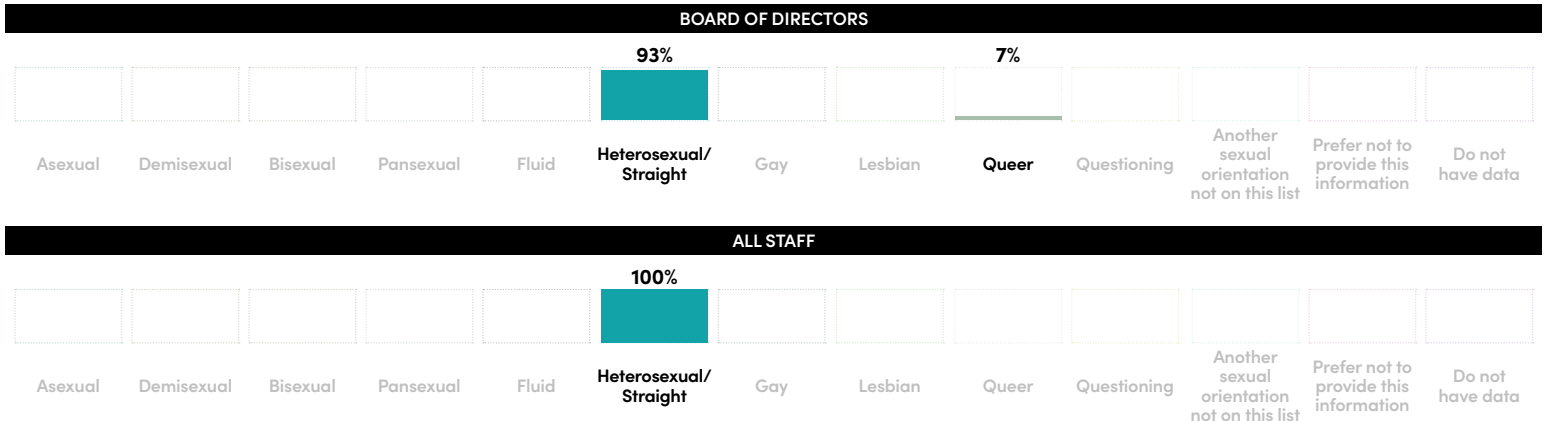 BOARD OF DIRECTORS
93% 7%
Asexual Demisexual Bisexual Pansexual Fluid Heterosexual/ Straight Gay Lesbian Queer Questioning Another sexual orientation not on this list Prefer not to provide this information Do not have data
ALL STAFF
100%
Asexual Demisexual Bisexual Pansexual Fluid Heterosexual/ Straight Gay Lesbian Queer Questioning Another sexual orientation not on this list Prefer not to provide this information Do not have data